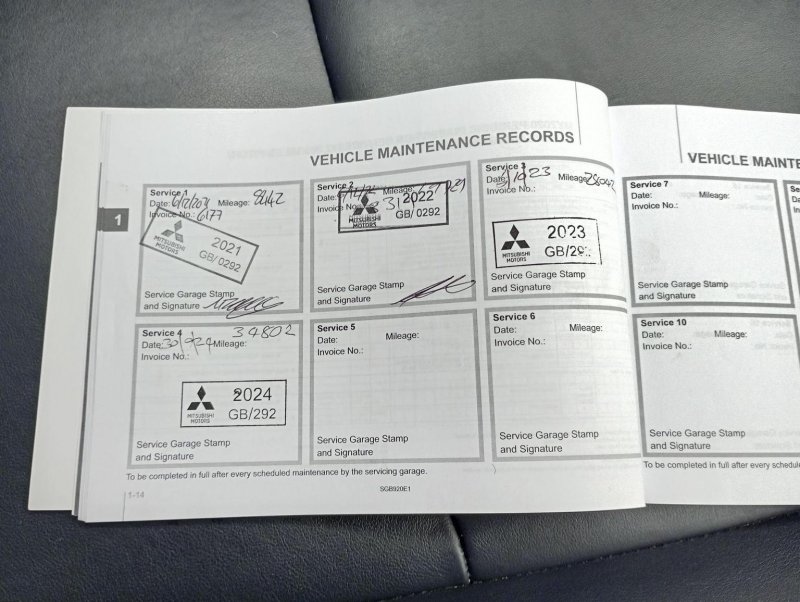 VEHICLE MAINTENANCE RECORDS
1
Service 1
Date: 6/12/2021 Mileage:
Invoice No.: 6177
MITSUBISHI MOTORS
2021
GB/0292
Service Garage Stamp
and Signature
Service 2
Date: Mileage:
Invoice No.:
MITSUBISHI MOTORS
2022
GB/0292
Service Garage Stamp
and Signature
Service 3
Date: Mileage:
Invoice No.:
MITSUBISHI MOTORS
2023
Service Garage Stamp
and Signature
Service 4 34802
Date: Mileage:
Invoice No.:
MITSUBISHI MOTORS
2024
GB/292
Service Garage Stamp
and Signature
Service 5
Date: Mileage:
Invoice No.:
Service Garage Stamp
and Signature
Service 6
Date: Mileage:
Invoice No.:
Service Garage Stamp
and Signature
To be completed in full after every scheduled maintenance by the servicing garage.
1-14
SGB920E1
VEHICLE MAINTE
Service 7
Date: Mileage:
Invoice No.:
Service Garage Stamp
and Signature
Service 10
Date: Mileage:
Invoice No.:
Service Garage Stamp
and Signature
To be completed in full after every